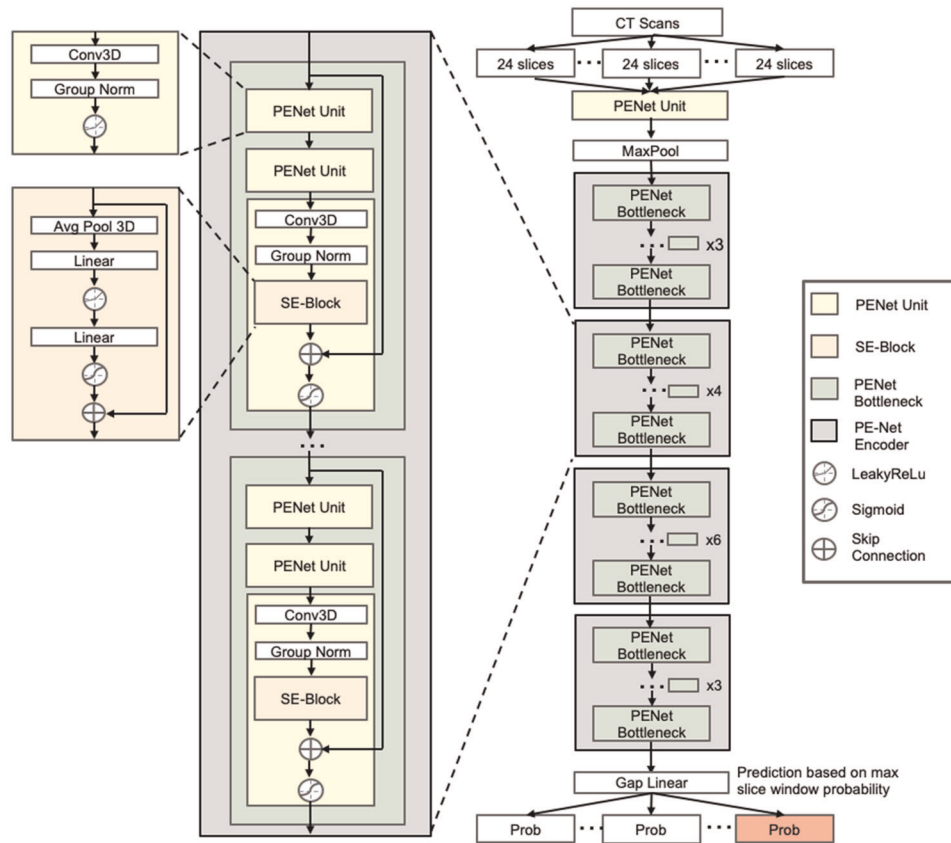 Conv3D
Group Norm
Avg Pool 3D
Linear
Linear
PENet Unit
PENet Unit
Conv3D
Group Norm
SE-Block
...
PENet Unit
PENet Unit
Conv3D
Group Norm
SE-Block
CT Scans
24 slices ... 24 slices ... 24 slices
PENet Unit
MaxPool
PENet
Bottleneck
... x3
PENet
Bottleneck
PENet
Bottleneck
... x4
PENet
Bottleneck
PENet
Bottleneck
... x6
PENet
Bottleneck
PENet
Bottleneck
... x3
PENet
Bottleneck
Gap Linear
Prediction based on max
slice window probability
Prob ... Prob ... Prob
PENet Unit
SE-Block
PENet
Bottleneck
PE-Net
Encoder
LeakyReLu
Sigmoid
Skip
Connection